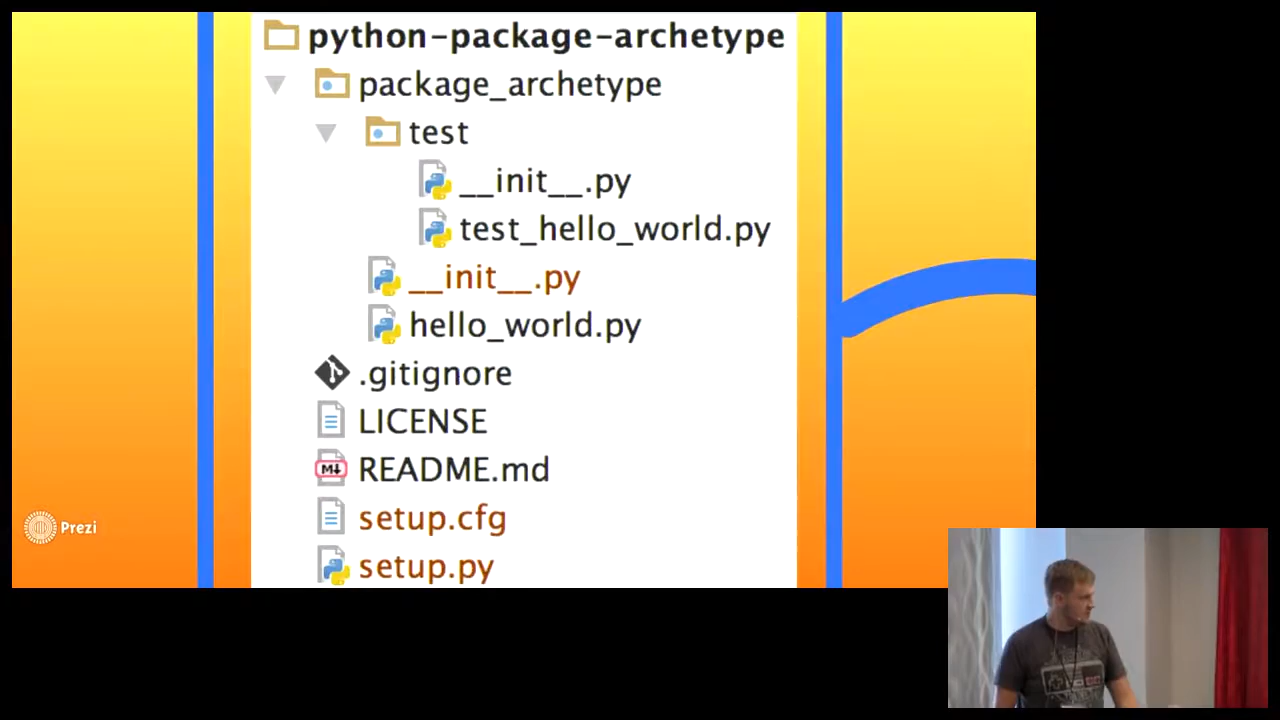 python-package-archetype
package_archetype
test
__init__.py
test_hello_world.py
__init__.py
hello_world.py
.gitignore
LICENSE
M↓ README.md
setup.cfg
setup.py
Prezi